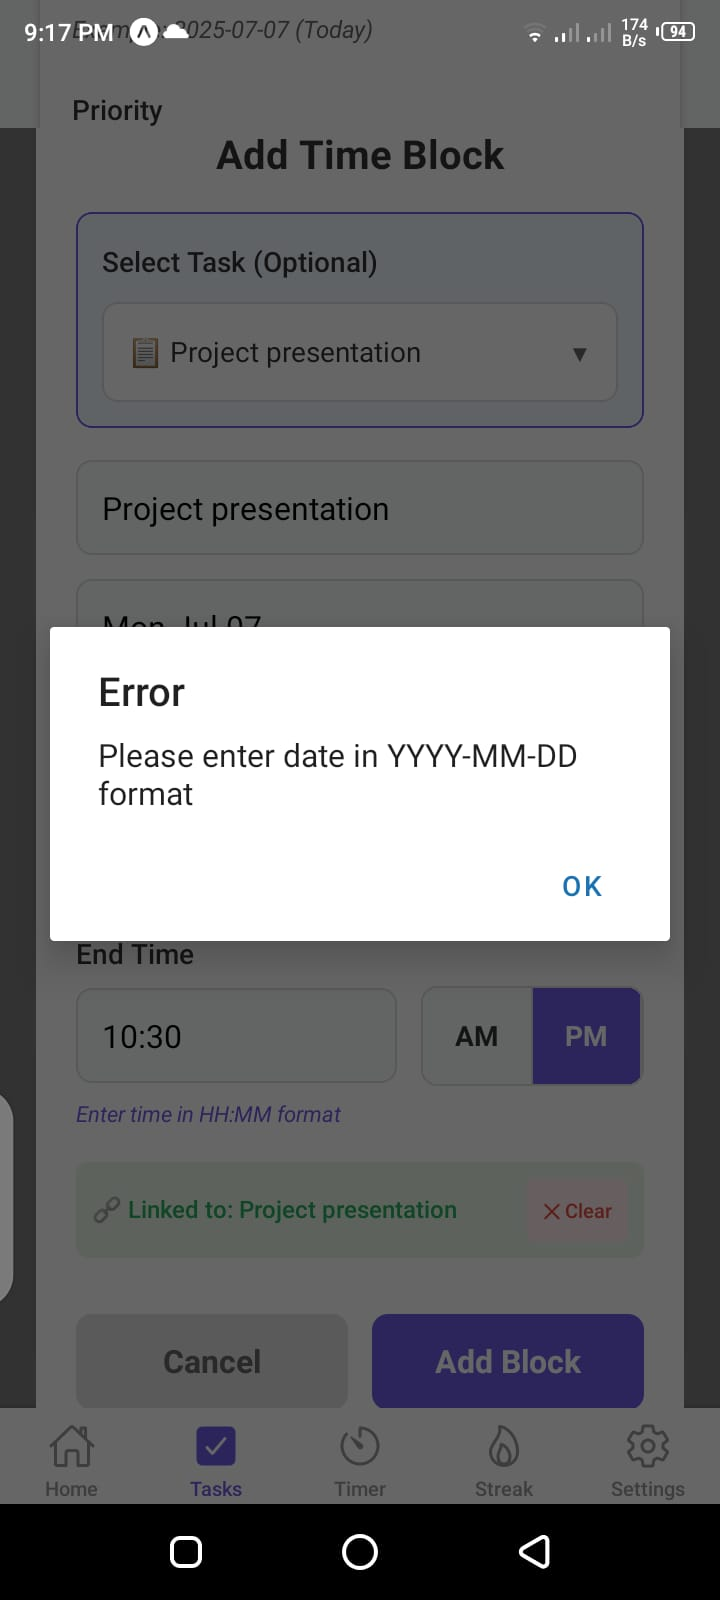 9:17 PM
Example: 2025-07-07 (Today)
174
B/s
94
Priority
Add Time Block
Select Task (Optional)
Project presentation
Project presentation
Mon Jul 07
Error
Please enter date in YYYY-MM-DD
format
OK
End Time
10:30
AM
PM
Enter time in HH:MM format
Linked to: Project presentation
Clear
Cancel
Add Block
Home
Tasks
Timer
Streak
Settings